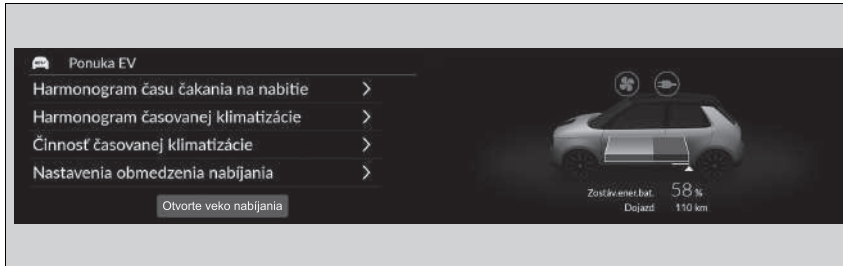 Ponuka EV
Harmonogram času čakania na nabitie
Harmonogram časovanej klimatizácie
Činnosť časovanej klimatizácie
Nastavenia obmedzenia nabíjania
Otvorte veko nabíjania
Zostáv.ener.bat. 58 %
Dojazd 110 km